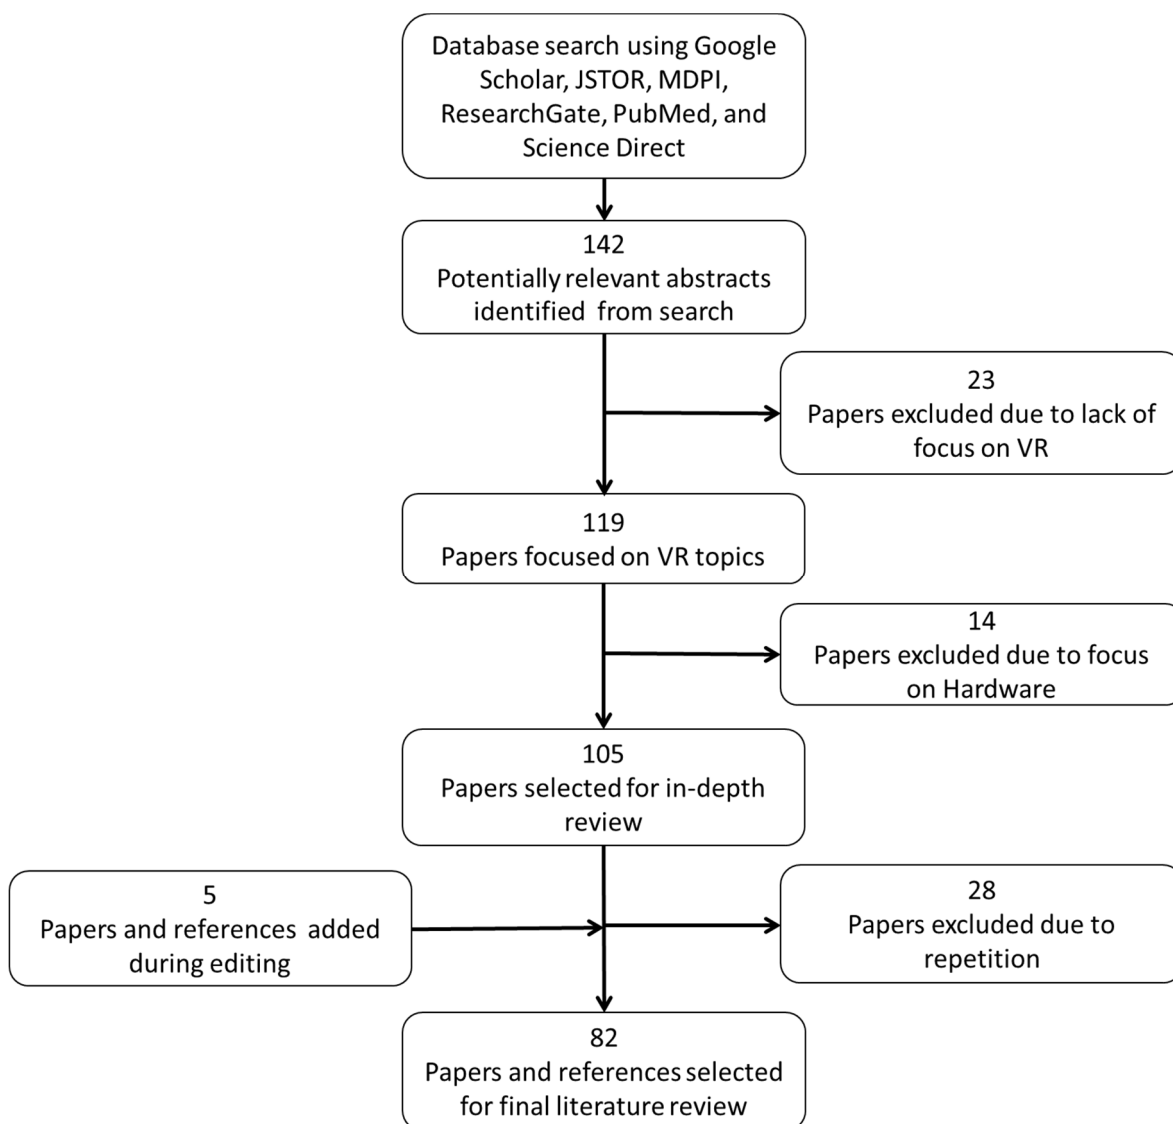 Database search using Google
Scholar, JSTOR, MDPI,
ResearchGate, PubMed, and
Science Direct
142
Potentially relevant abstracts
identified from search
23
Papers excluded due to lack of
focus on VR
119
Papers focused on VR topics
14
Papers excluded due to focus
on Hardware
105
Papers selected for in-depth
review
5
Papers and references added
during editing
28
Papers excluded due to
repetition
82
Papers and references selected
for final literature review